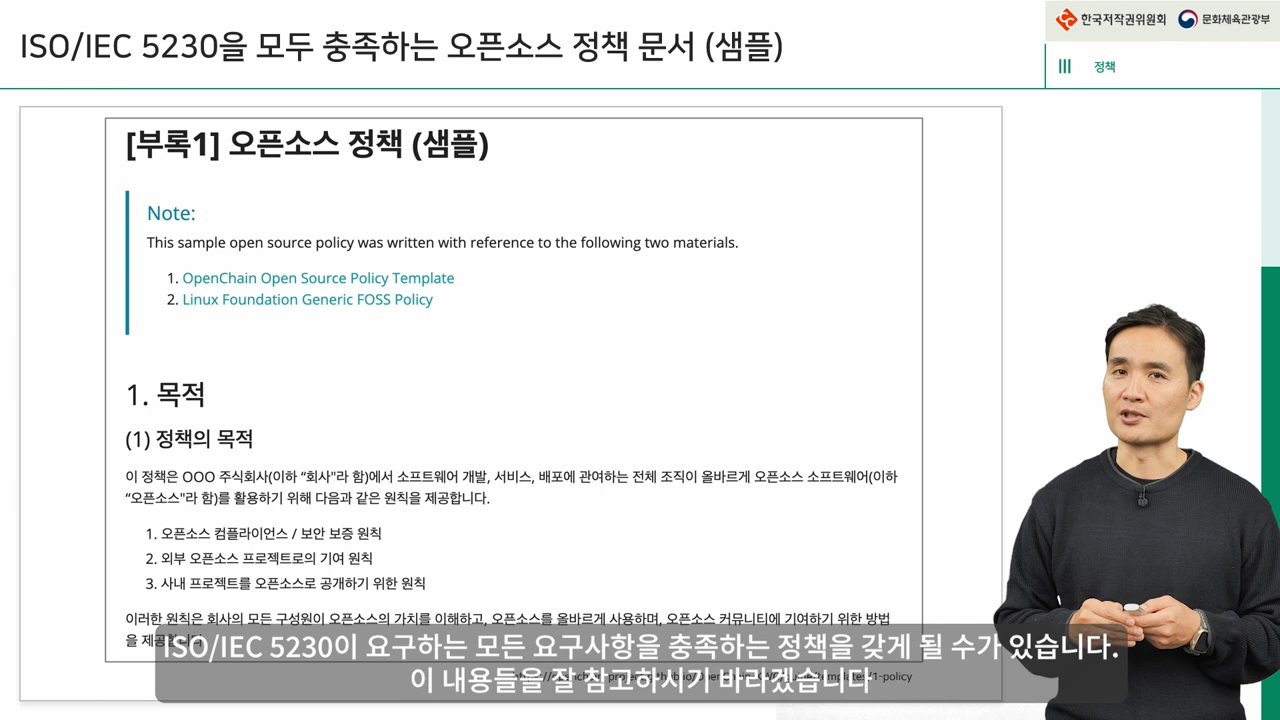 ISO/IEC 5230을 모두 충족하는 오픈소스 정책 문서 (샘플)
한국저작권위원회
문화체육관광부
III 정책
[부록1] 오픈소스 정책 (샘플)
Note:
This sample open source policy was written with reference to the following two materials.
1. OpenChain Open Source Policy Template
2. Linux Foundation Generic FOSS Policy
1. 목적
(1) 정책의 목적
이 정책은 OOO 주식회사(이하 “회사"라 함)에서 소프트웨어 개발, 서비스, 배포에 관여하는 전체 조직이 올바르게 오픈소스 소프트웨어(이하
“오픈소스"라 함)를 활용하기 위해 다음과 같은 원칙을 제공합니다.
1. 오픈소스 컴플라이언스 / 보안 보증 원칙
2. 외부 오픈소스 프로젝트로의 기여 원칙
3. 사내 프로젝트를 오픈소스로 공개하기 위한 원칙
이러한 원칙은 회사의 모든 구성원이 오픈소스의 가치를 이해하고, 오픈소스를 올바르게 사용하며, 오픈소스 커뮤니티에 기여하기 위한 방법
을 제공합니다.
ISO/IEC 5230이 요구하는 모든 요구사항을 충족하는 정책을 갖게 될 수가 있습니다.
이 내용들을 잘 참고하시기 바라겠습니다
1-policy